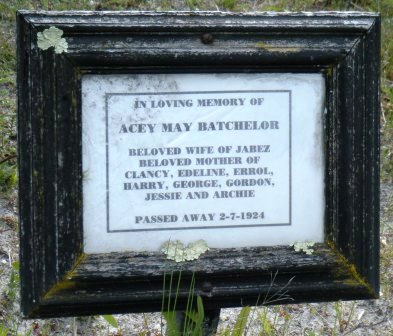 IN LOVING MEMORY OF
ACEY MAY BATCHELOR
BELOVED WIFE OF JABEZ
BELOVED MOTHER OF
CLANCY, EDELINE, ERROL,
HARRY, GEORGE, GORDON,
JESSIE AND ARCHIE
PASSED AWAY 2-7-1924